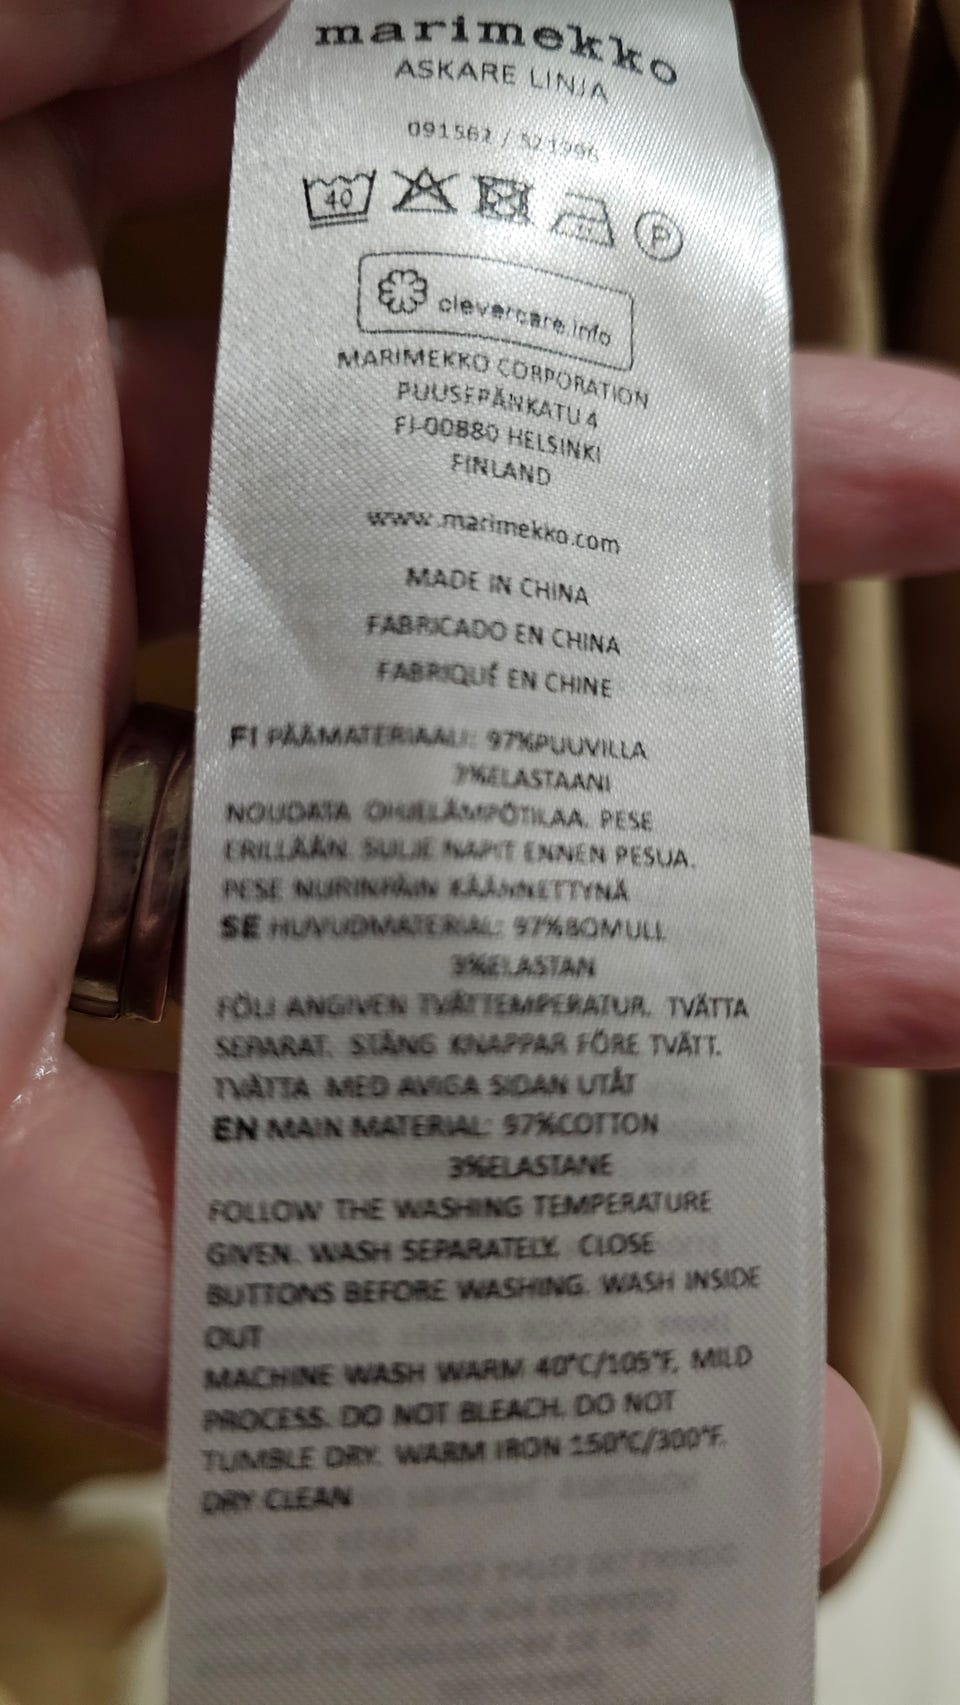 marimekko
ASKARE LINJA
091562 / 521996
40 P
clevercare.info
MARIMEKKO CORPORATION
PUUSEPÄNKATU 4
FI-00880 HELSINKI
FINLAND
www.marimekko.com
MADE IN CHINA
FABRICADO EN CHINA
FABRIQUÉ EN CHINE
FI PÄÄMATERIAALI: 97%PUUVILLA
3%ELASTAANI
NOUDATA OHJELÄMPÖTILAA. PESE
ERILLÄÄN. SULJE NAPIT ENNEN PESUA.
PESE NURINPÄIN KÄÄNNETTYNÄ
SE HUVUDMATERIAL: 97%BOMULL
3%ELASTAN
FÖLJ ANGIVEN TVÄTTEMPERATUR. TVÄTTA
SEPARAT. STÄNG KNAPPAR FÖRE TVÄTT.
TVÄTTA MED AVIGA SIDAN UTÅT
EN MAIN MATERIAL: 97%COTTON
3%ELASTANE
FOLLOW THE WASHING TEMPERATURE
GIVEN. WASH SEPARATELY. CLOSE
BUTTONS BEFORE WASHING. WASH INSIDE
OUT
MACHINE WASH WARM 40°C/105°F, MILD
PROCESS. DO NOT BLEACH. DO NOT
TUMBLE DRY. WARM IRON 150°C/300°F.
DRY CLEAN